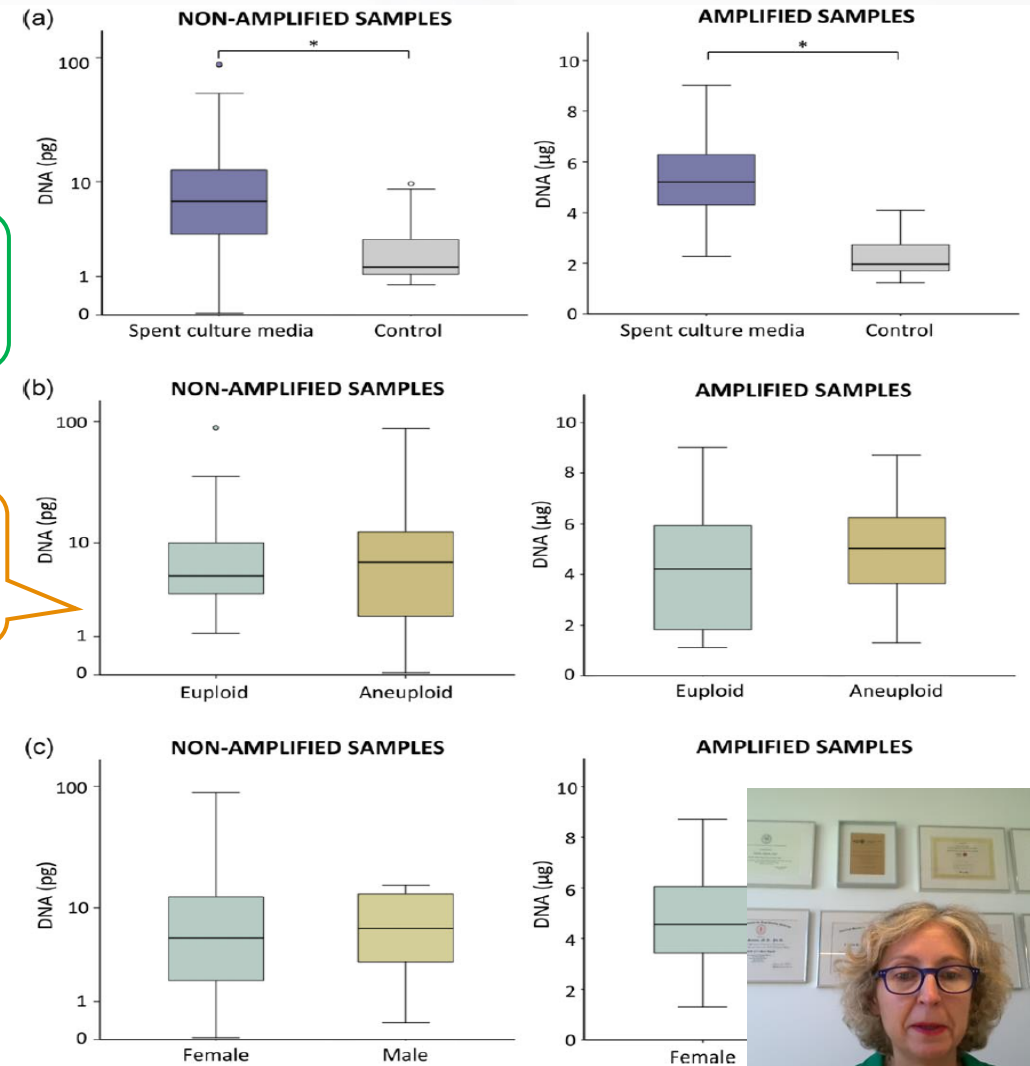 (a)
NON-AMPLIFIED SAMPLES
*
DNA (pg)
100
10
1
0
Spent culture media
Control
AMPLIFIED SAMPLES
*
DNA (µg)
10
8
6
4
2
0
Spent culture media
Control
(b)
NON-AMPLIFIED SAMPLES
DNA (pg)
100
10
1
0
Euploid
Aneuploid
AMPLIFIED SAMPLES
DNA (µg)
10
8
6
4
2
0
Euploid
Aneuploid
(c)
NON-AMPLIFIED SAMPLES
DNA (pg)
100
10
1
0
Female
Male
AMPLIFIED SAMPLES
DNA (µg)
10
8
6
4
2
0
Female